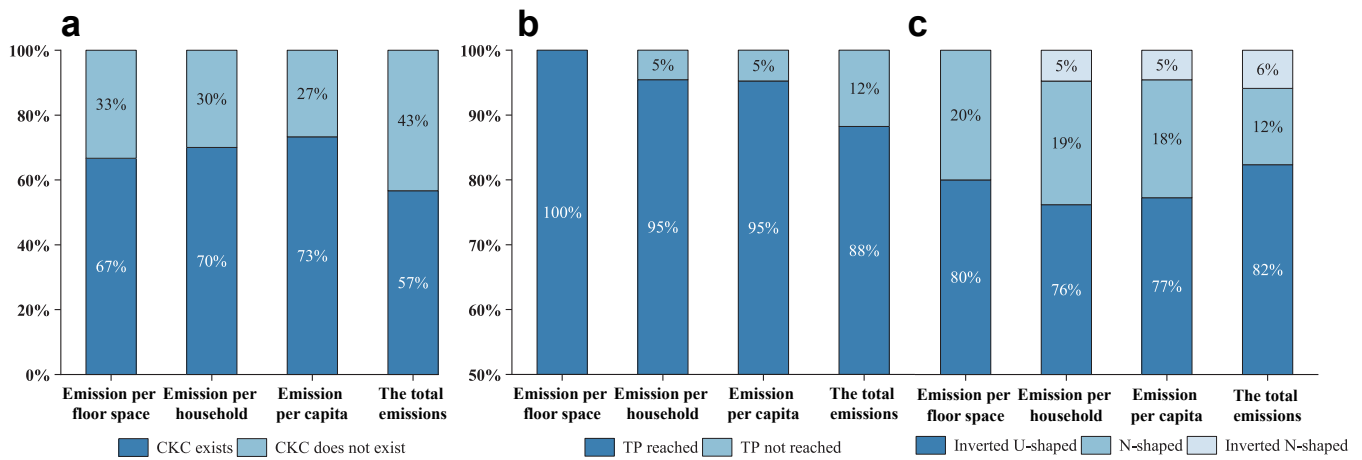 a
100%
80%
60%
40%
20%
0%
33%
30%
27%
43%
67%
70%
73%
57%
Emission per
floor space
Emission per
household
Emission
per capita
The total
emissions
CKC exists
CKC does not exist
b
100%
90%
80%
70%
60%
50%
5%
5%
12%
100%
95%
95%
88%
Emission per
floor space
Emission per
household
Emission
per capita
The total
emissions
TP reached
TP not reached
c
5%
5%
6%
20%
19%
18%
12%
80%
76%
77%
82%
Emission per
floor space
Emission per
household
Emission
per capita
The total
emissions
Inverted U-shaped
N-shaped
Inverted N-shaped